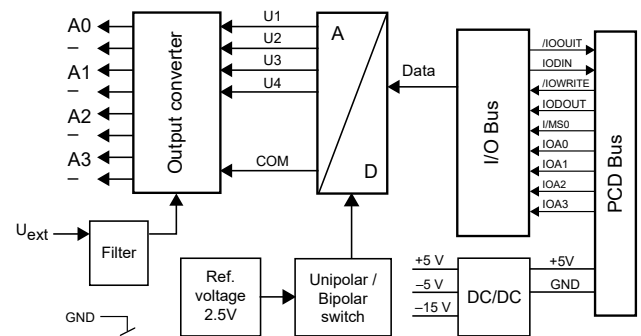 A0
–
A1
–
A2
–
A3
–
Output converter
U1
U2
U3
U4
COM
A
D
Data
I/O Bus
/IOOUIT
IODIN
/IOWRITE
IODOUT
I/MS0
IOA0
IOA1
IOA2
IOA3
PCD Bus
Uext
Filter
Ref.
voltage
2.5V
Unipolar /
Bipolar
switch
+5 V
–5 V
–15 V
DC/DC
+5V
GND
GND